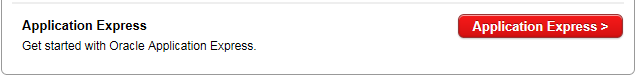 Application Express
Application Express >
Get started with Oracle Application Express.